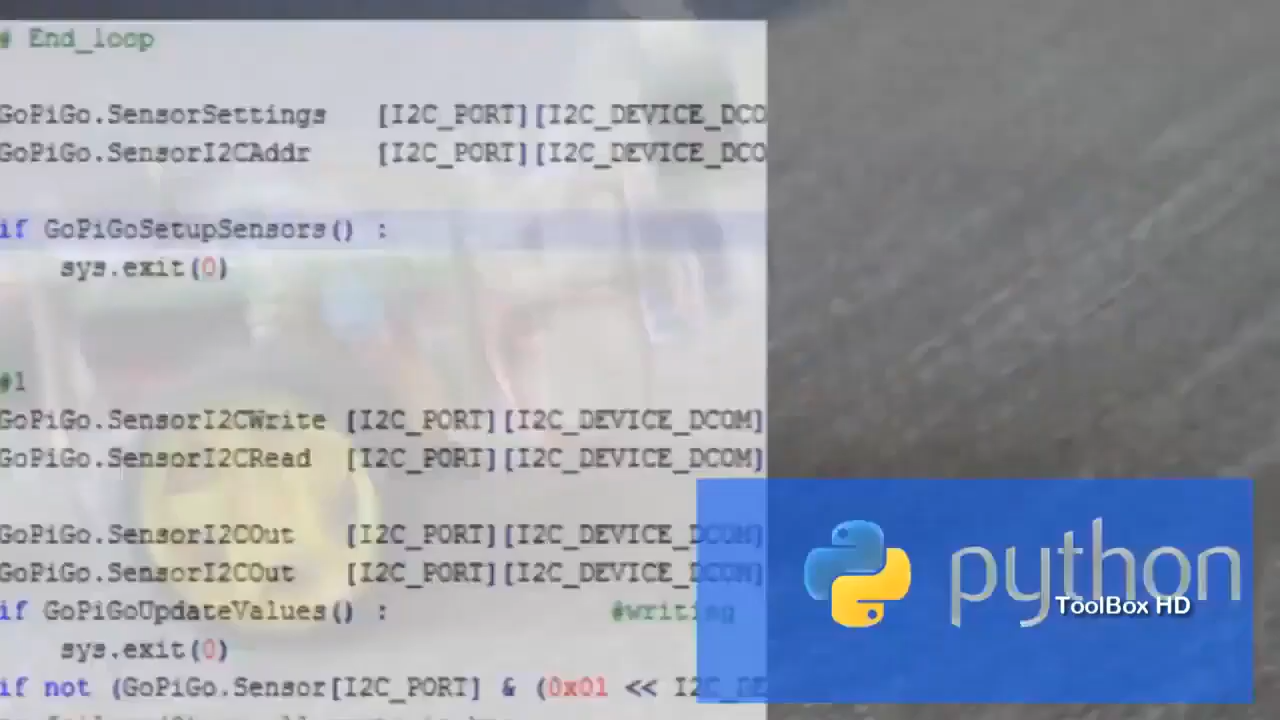 # End_loop
GoPiGo.SensorSettings [I2C_PORT][I2C_DEVICE_DCO
GoPiGo.SensorI2CAddr [I2C_PORT][I2C_DEVICE_DCO
if GoPiGoSetupSensors() :
sys.exit(0)
#1
GoPiGo.SensorI2CWrite [I2C_PORT][I2C_DEVICE_DCOM]
GoPiGo.SensorI2CRead [I2C_PORT][I2C_DEVICE_DCOM]
GoPiGo.SensorI2COut [I2C_PORT][I2C_DEVICE_DCOM]
GoPiGo.SensorI2COut [I2C_PORT][I2C_DEVICE_DCOM]
if GoPiGoUpdateValues() : #writing
sys.exit(0)
if not (GoPiGo.Sensor[I2C_PORT] & (0x01 << I2C_DE
python
ToolBox HD